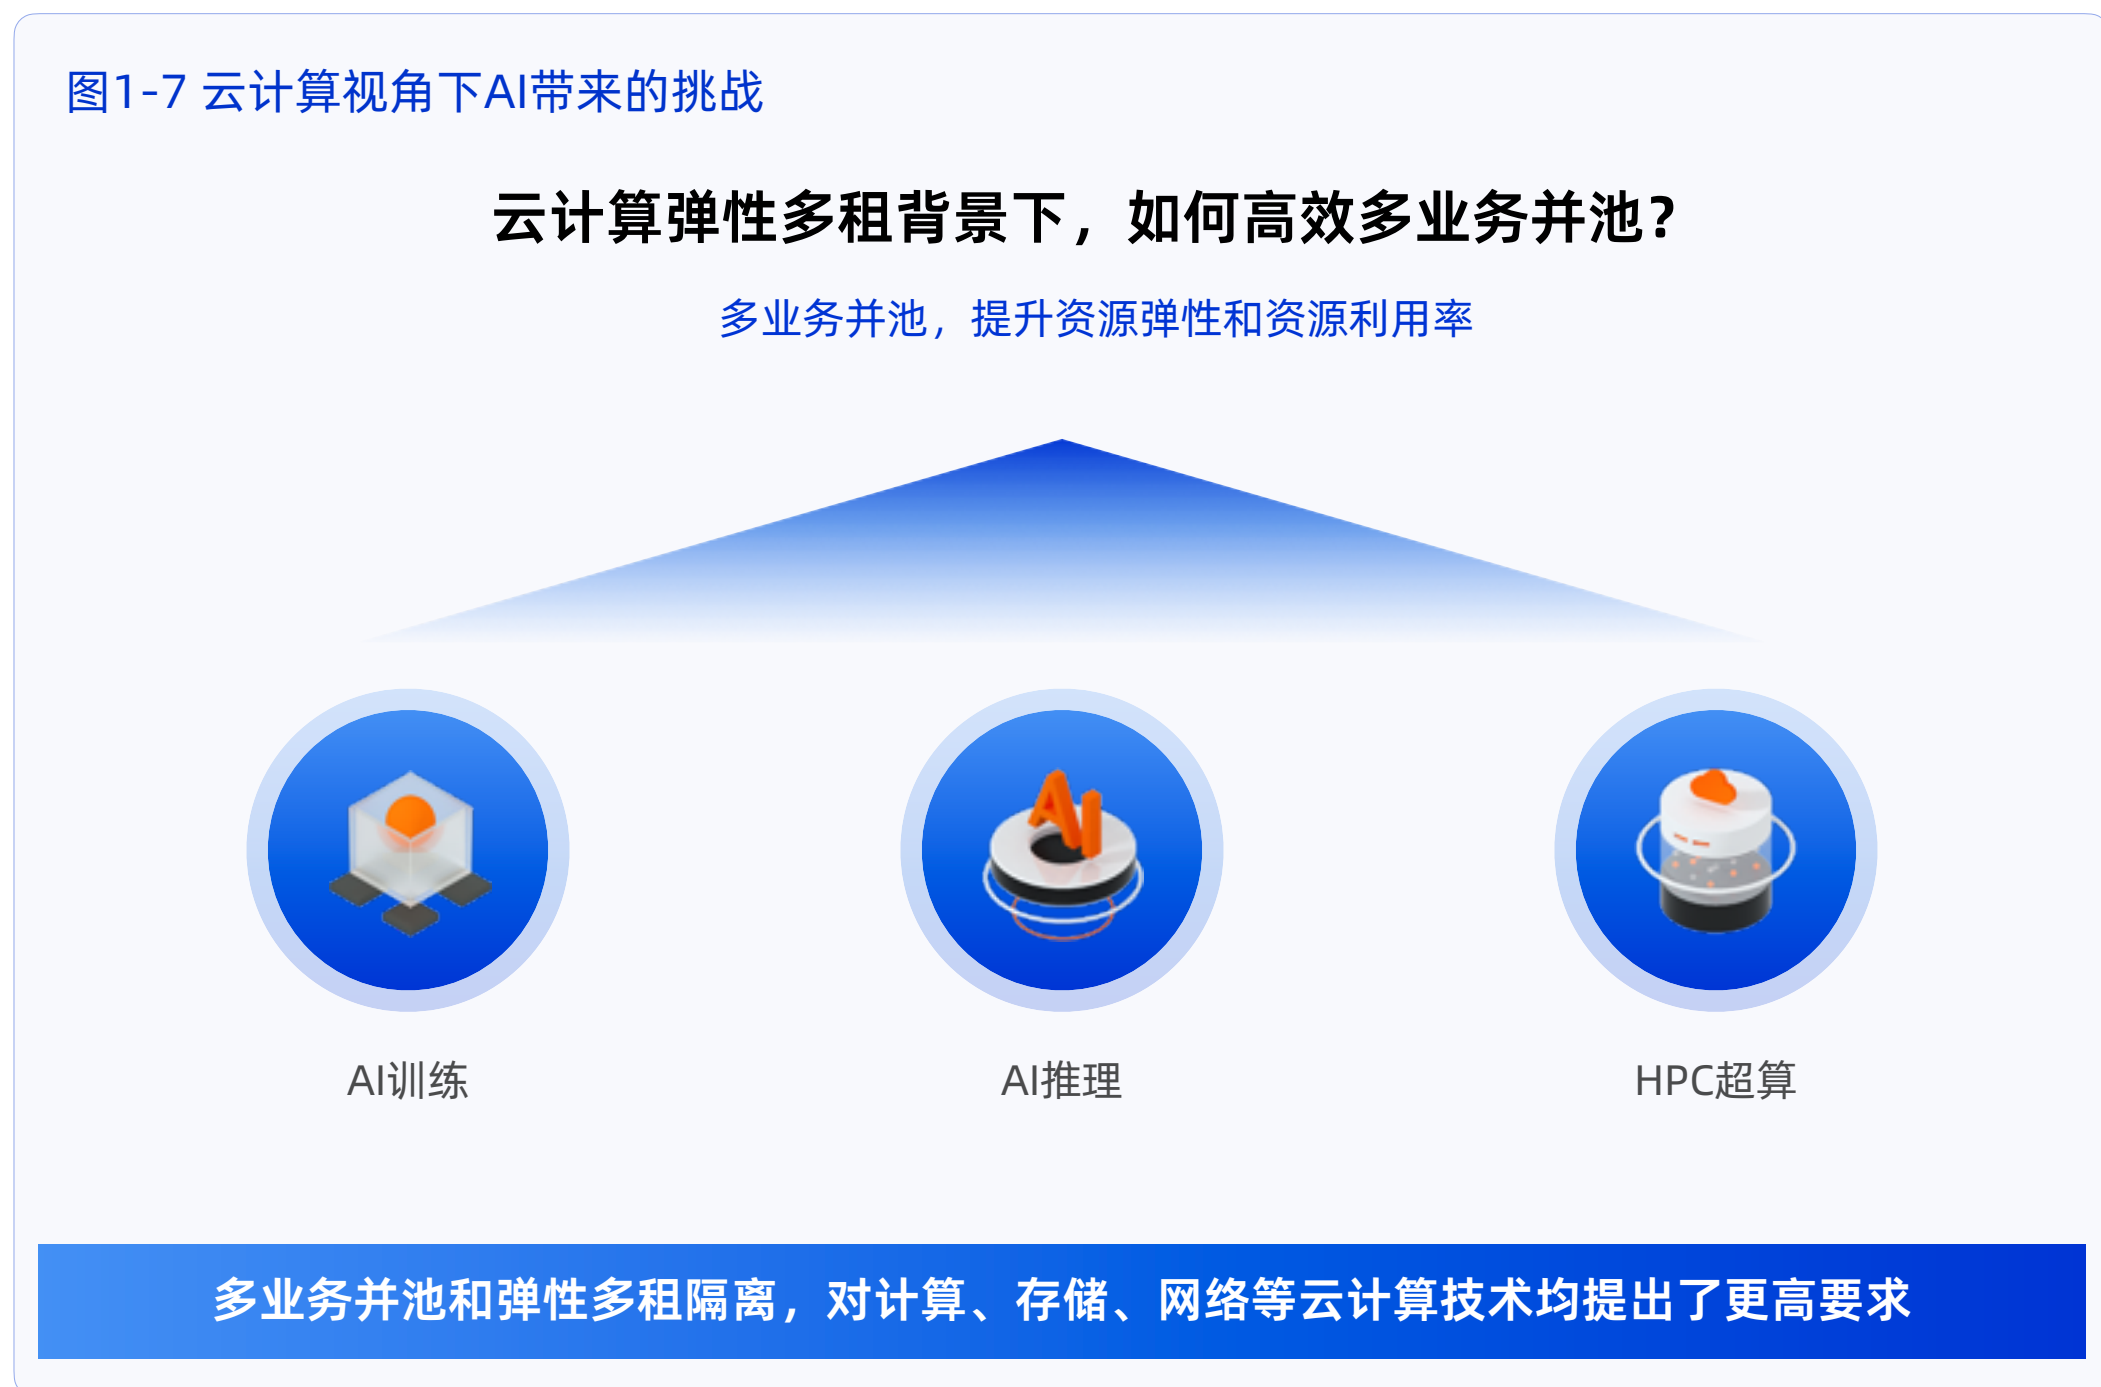 图1-7 云计算视角下AI带来的挑战
云计算弹性多租背景下，如何高效多业务并池？
多业务并池，提升资源弹性和资源利用率
AI
AI训练
AI推理
HPC超算
多业务并池和弹性多租隔离，对计算、存储、网络等云计算技术均提出了更高要求